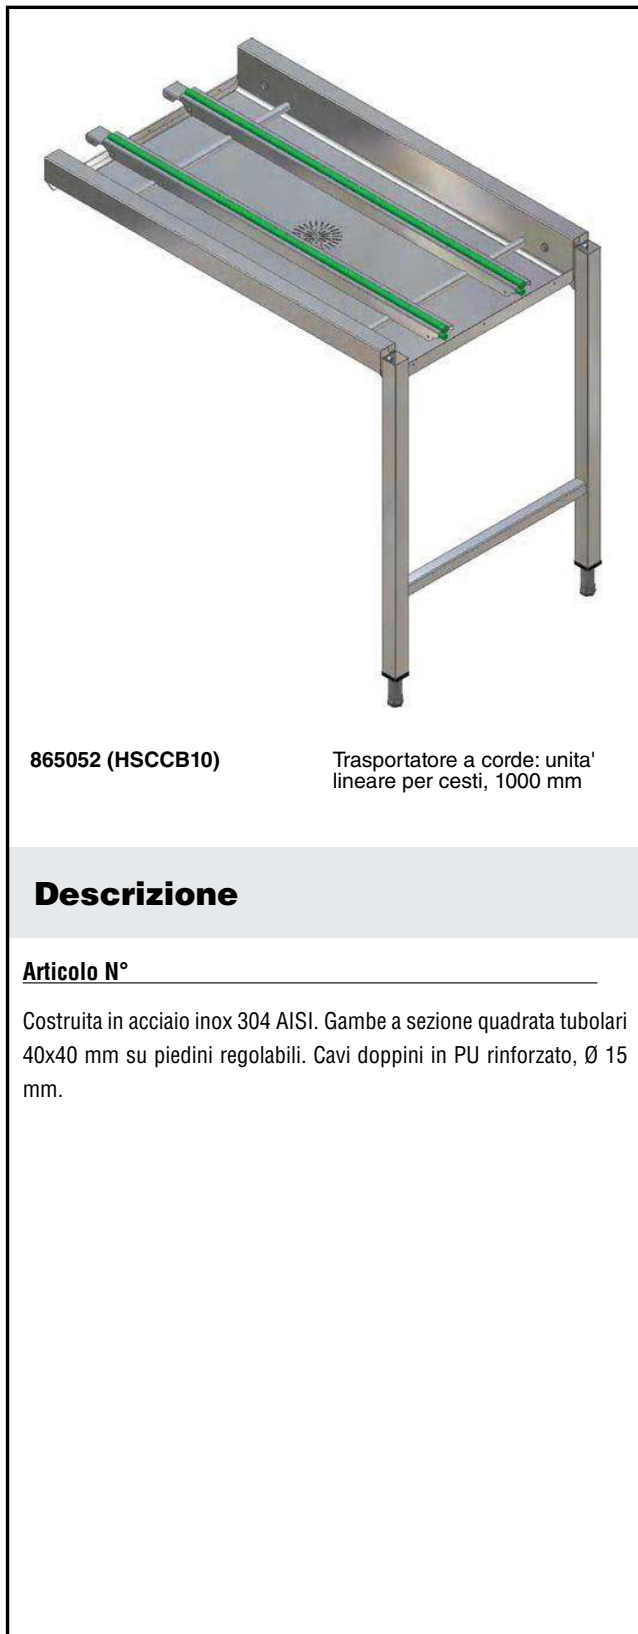 865052 (HSCCB10)
Trasportatore a corde: unita'
lineare per cesti, 1000 mm
Descrizione
Articolo N°
Costruita in acciaio inox 304 AISI. Gambe a sezione quadrata tubolari
40x40 mm su piedini regolabili. Cavi doppini in PU rinforzato, Ø 15
mm.